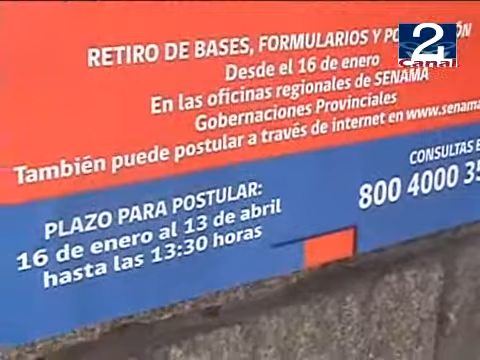 RETIRO DE BASES, FORMULARIOS Y
Desde el 16 de enero
En las oficinas regionales de SENAMA
Gobernaciones Provinciales
También puede postular a través de internet en www.senama
CONSULTAS E
800 4000 35
PLAZO PARA POSTULAR:
16 de enero al 13 de abril
hasta las 13:30 horas
2
Canal